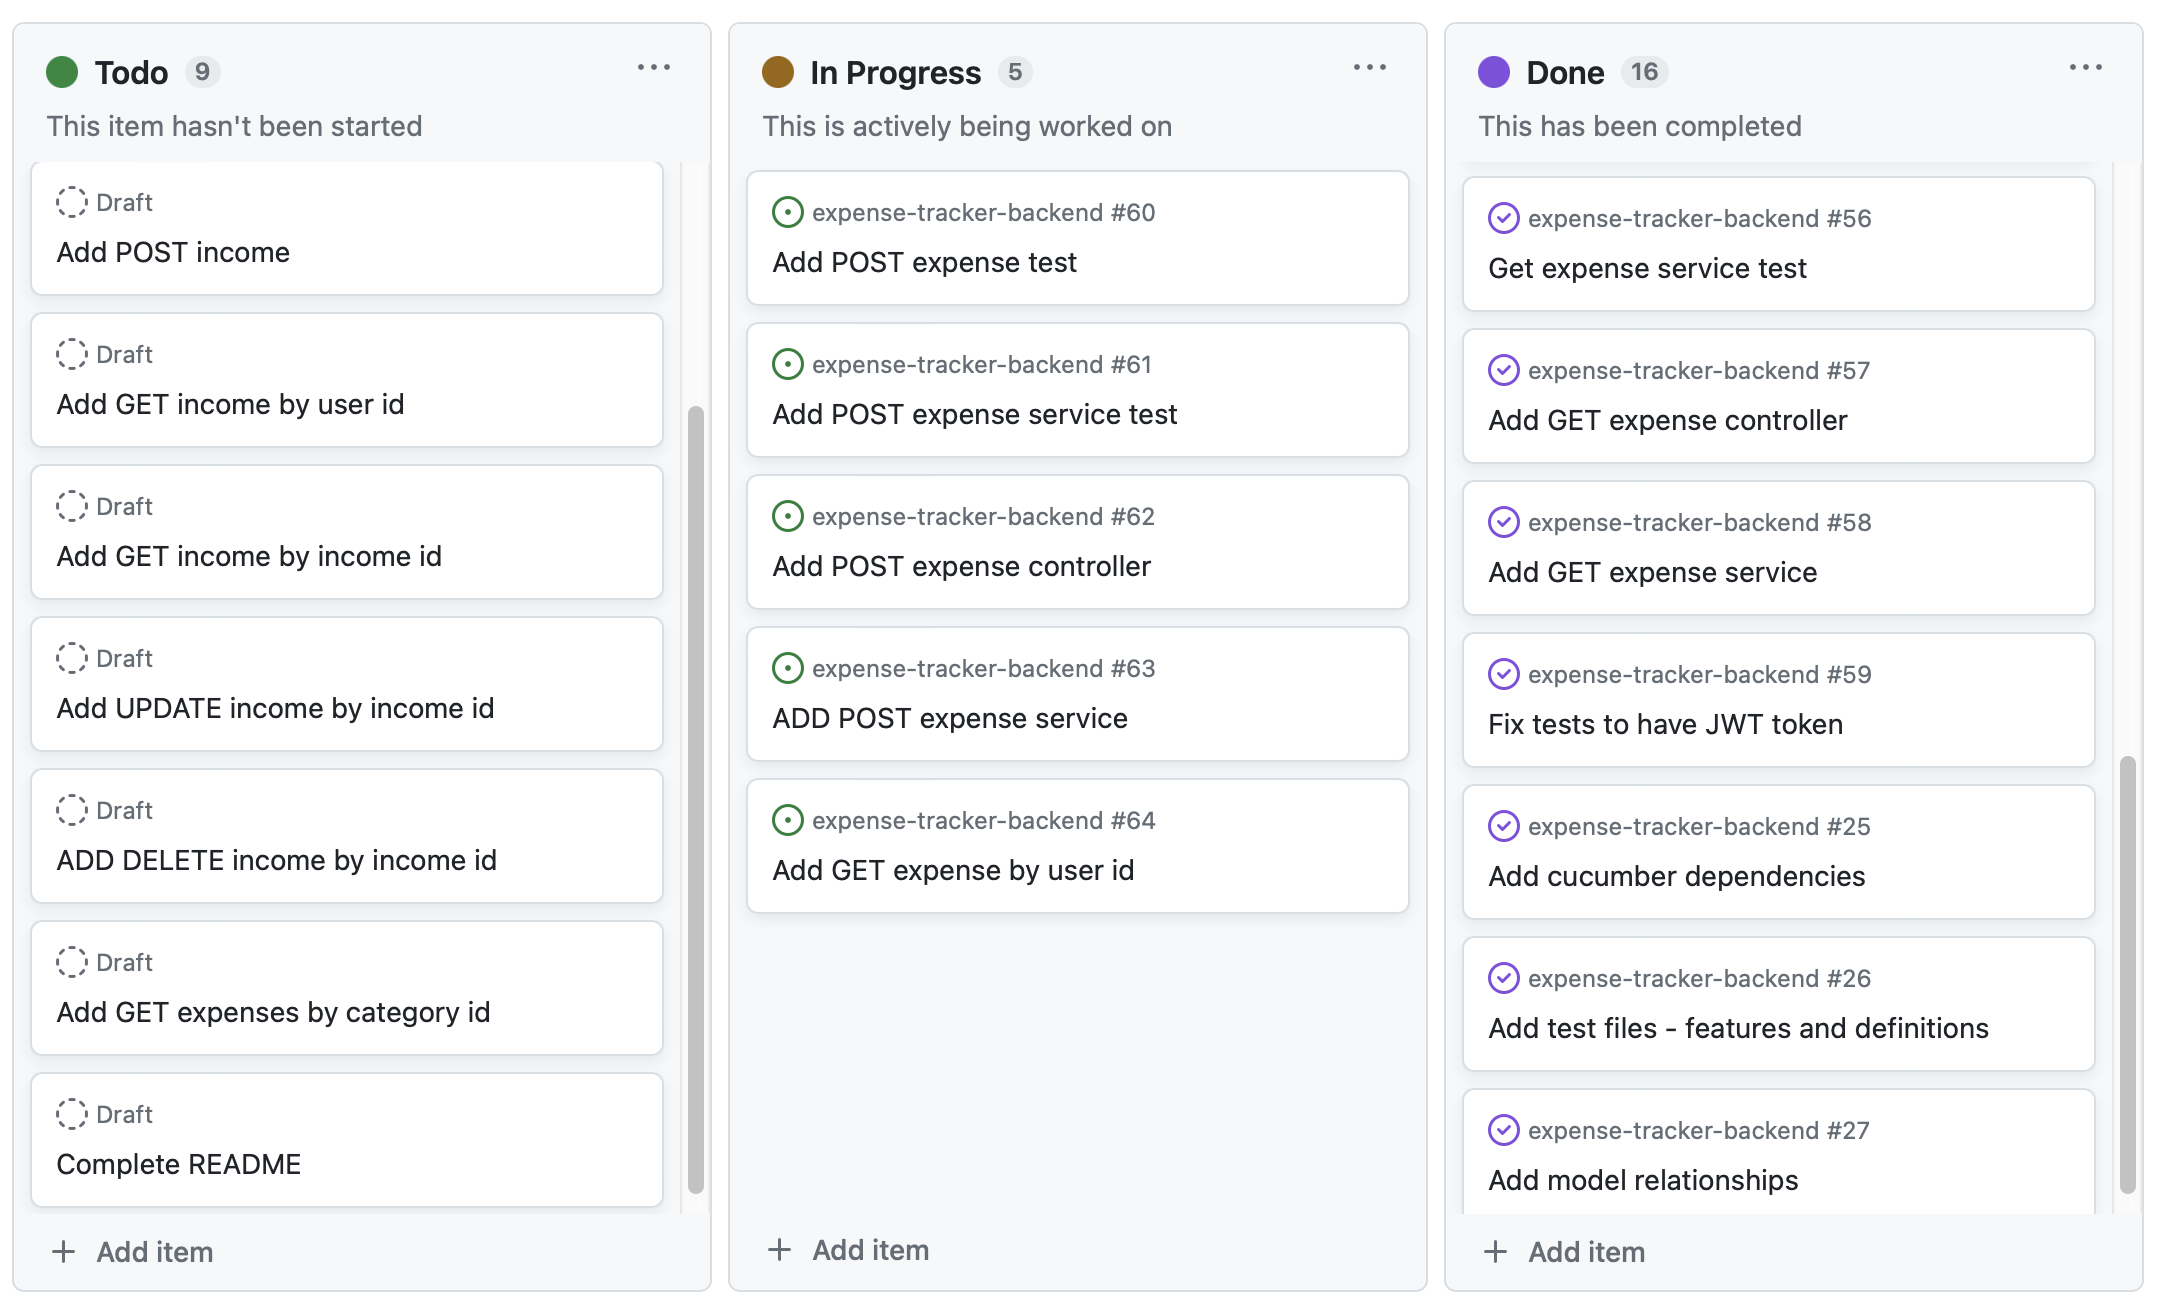 Todo 9
This item hasn't been started
Draft
Add POST income
Draft
Add GET income by user id
Draft
Add GET income by income id
Draft
Add UPDATE income by income id
Draft
ADD DELETE income by income id
Draft
Add GET expenses by category id
Draft
Complete README
+ Add item
In Progress 5
This is actively being worked on
expense-tracker-backend #60
Add POST expense test
expense-tracker-backend #61
Add POST expense service test
expense-tracker-backend #62
Add POST expense controller
expense-tracker-backend #63
ADD POST expense service
expense-tracker-backend #64
Add GET expense by user id
+ Add item
Done 16
This has been completed
expense-tracker-backend #56
Get expense service test
expense-tracker-backend #57
Add GET expense controller
expense-tracker-backend #58
Add GET expense service
expense-tracker-backend #59
Fix tests to have JWT token
expense-tracker-backend #25
Add cucumber dependencies
expense-tracker-backend #26
Add test files - features and definitions
expense-tracker-backend #27
Add model relationships
+ Add item